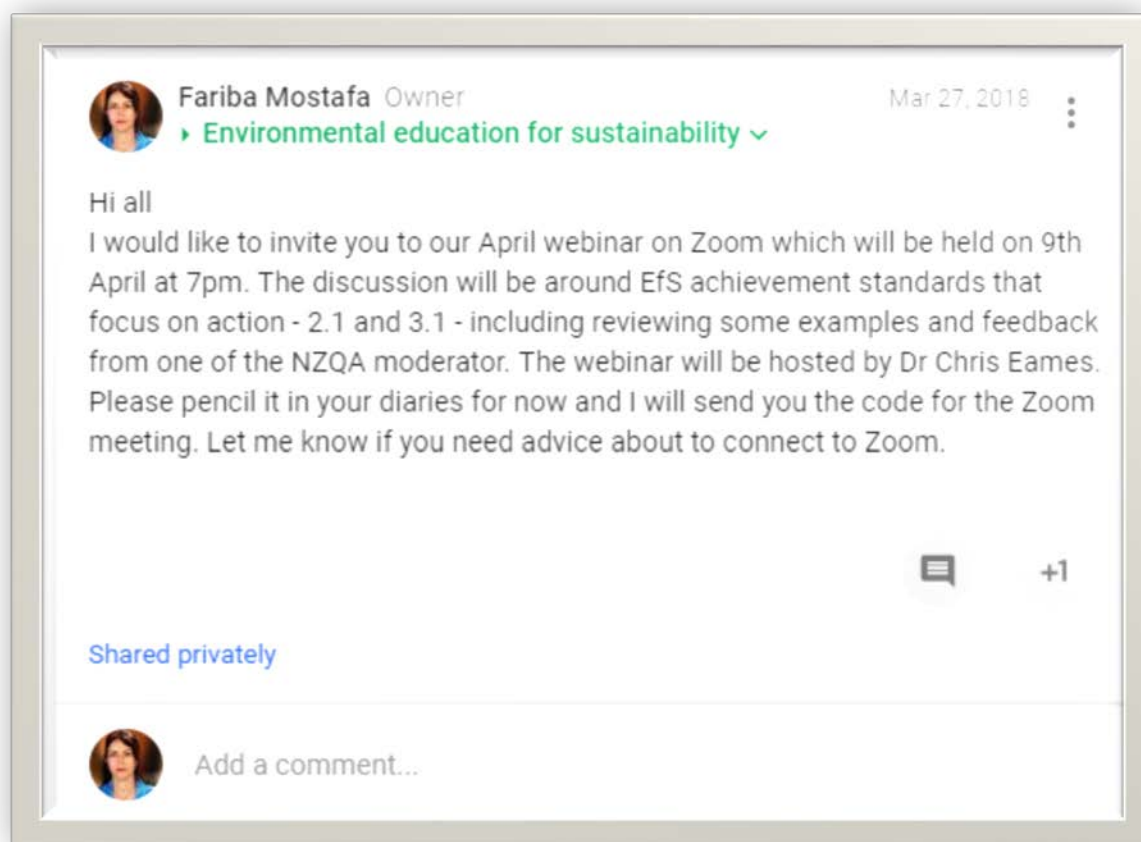 Fariba Mostafa Owner
Mar 27, 2018
Environmental education for sustainability
Hi all
I would like to invite you to our April webinar on Zoom which will be held on 9th
April at 7pm. The discussion will be around EfS achievement standards that
focus on action - 2.1 and 3.1 - including reviewing some examples and feedback
from one of the NZQA moderator. The webinar will be hosted by Dr Chris Eames.
Please pencil it in your diaries for now and I will send you the code for the Zoom
meeting. Let me know if you need advice about to connect to Zoom.
+1
Shared privately
Add a comment...